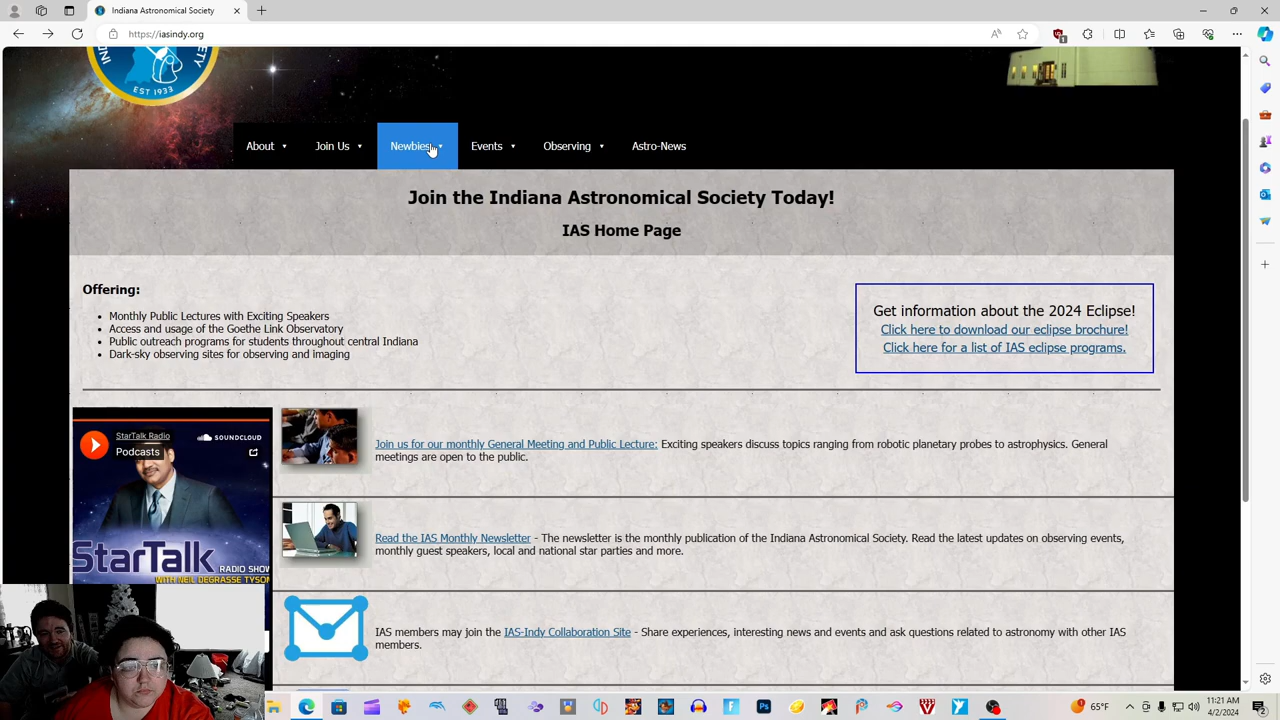 Indiana Astronomical Society
https://iasindy.org
1
IND
ETY
EST 1933
About
Join Us
Newbies
Events
Observing
Astro-News
Join the Indiana Astronomical Society Today!
IAS Home Page
Offering:
• Monthly Public Lectures with Exciting Speakers
• Access and usage of the Goethe Link Observatory
• Public outreach programs for students throughout central Indiana
• Dark-sky observing sites for observing and imaging
Get information about the 2024 Eclipse!
Click here to download our eclipse brochure!
Click here for a list of IAS eclipse programs.
StarTalk Radio
SOUNDCLOUD
Podcasts
StarTalk
RADIO SHOW
WITH NEIL DEGRASSE TYSON
Join us for our monthly General Meeting and Public Lecture: Exciting speakers discuss topics ranging from robotic planetary probes to astrophysics. General
meetings are open to the public.
Read the IAS Monthly Newsletter - The newsletter is the monthly publication of the Indiana Astronomical Society. Read the latest updates on observing events,
monthly guest speakers, local and national star parties and more.
IAS members may join the IAS-Indy Collaboration Site - Share experiences, interesting news and events and ask questions related to astronomy with other IAS
members.
65°F
11:21 AM
4/2/2024